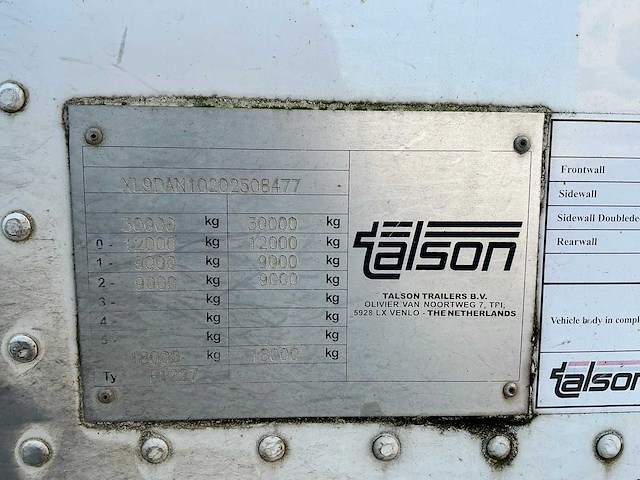 XL9DAN10202508477
30000 kg 30000 kg
0 - 12000 kg 12000 kg
1 - 9000 kg 9000 kg
2 - 9000 kg 9000 kg
3 - kg kg
4 - kg kg
5 - kg kg
18000 kg 18000 kg
Ty
talson
TALSON TRAILERS B.V.
OLIVIER VAN NOORTWEG 7, TPI,
5928 LX VENLO - THE NETHERLANDS
Frontwall
Sidewall
Sidewall Doublede
Rearwall
Vehicle body in compl
talson